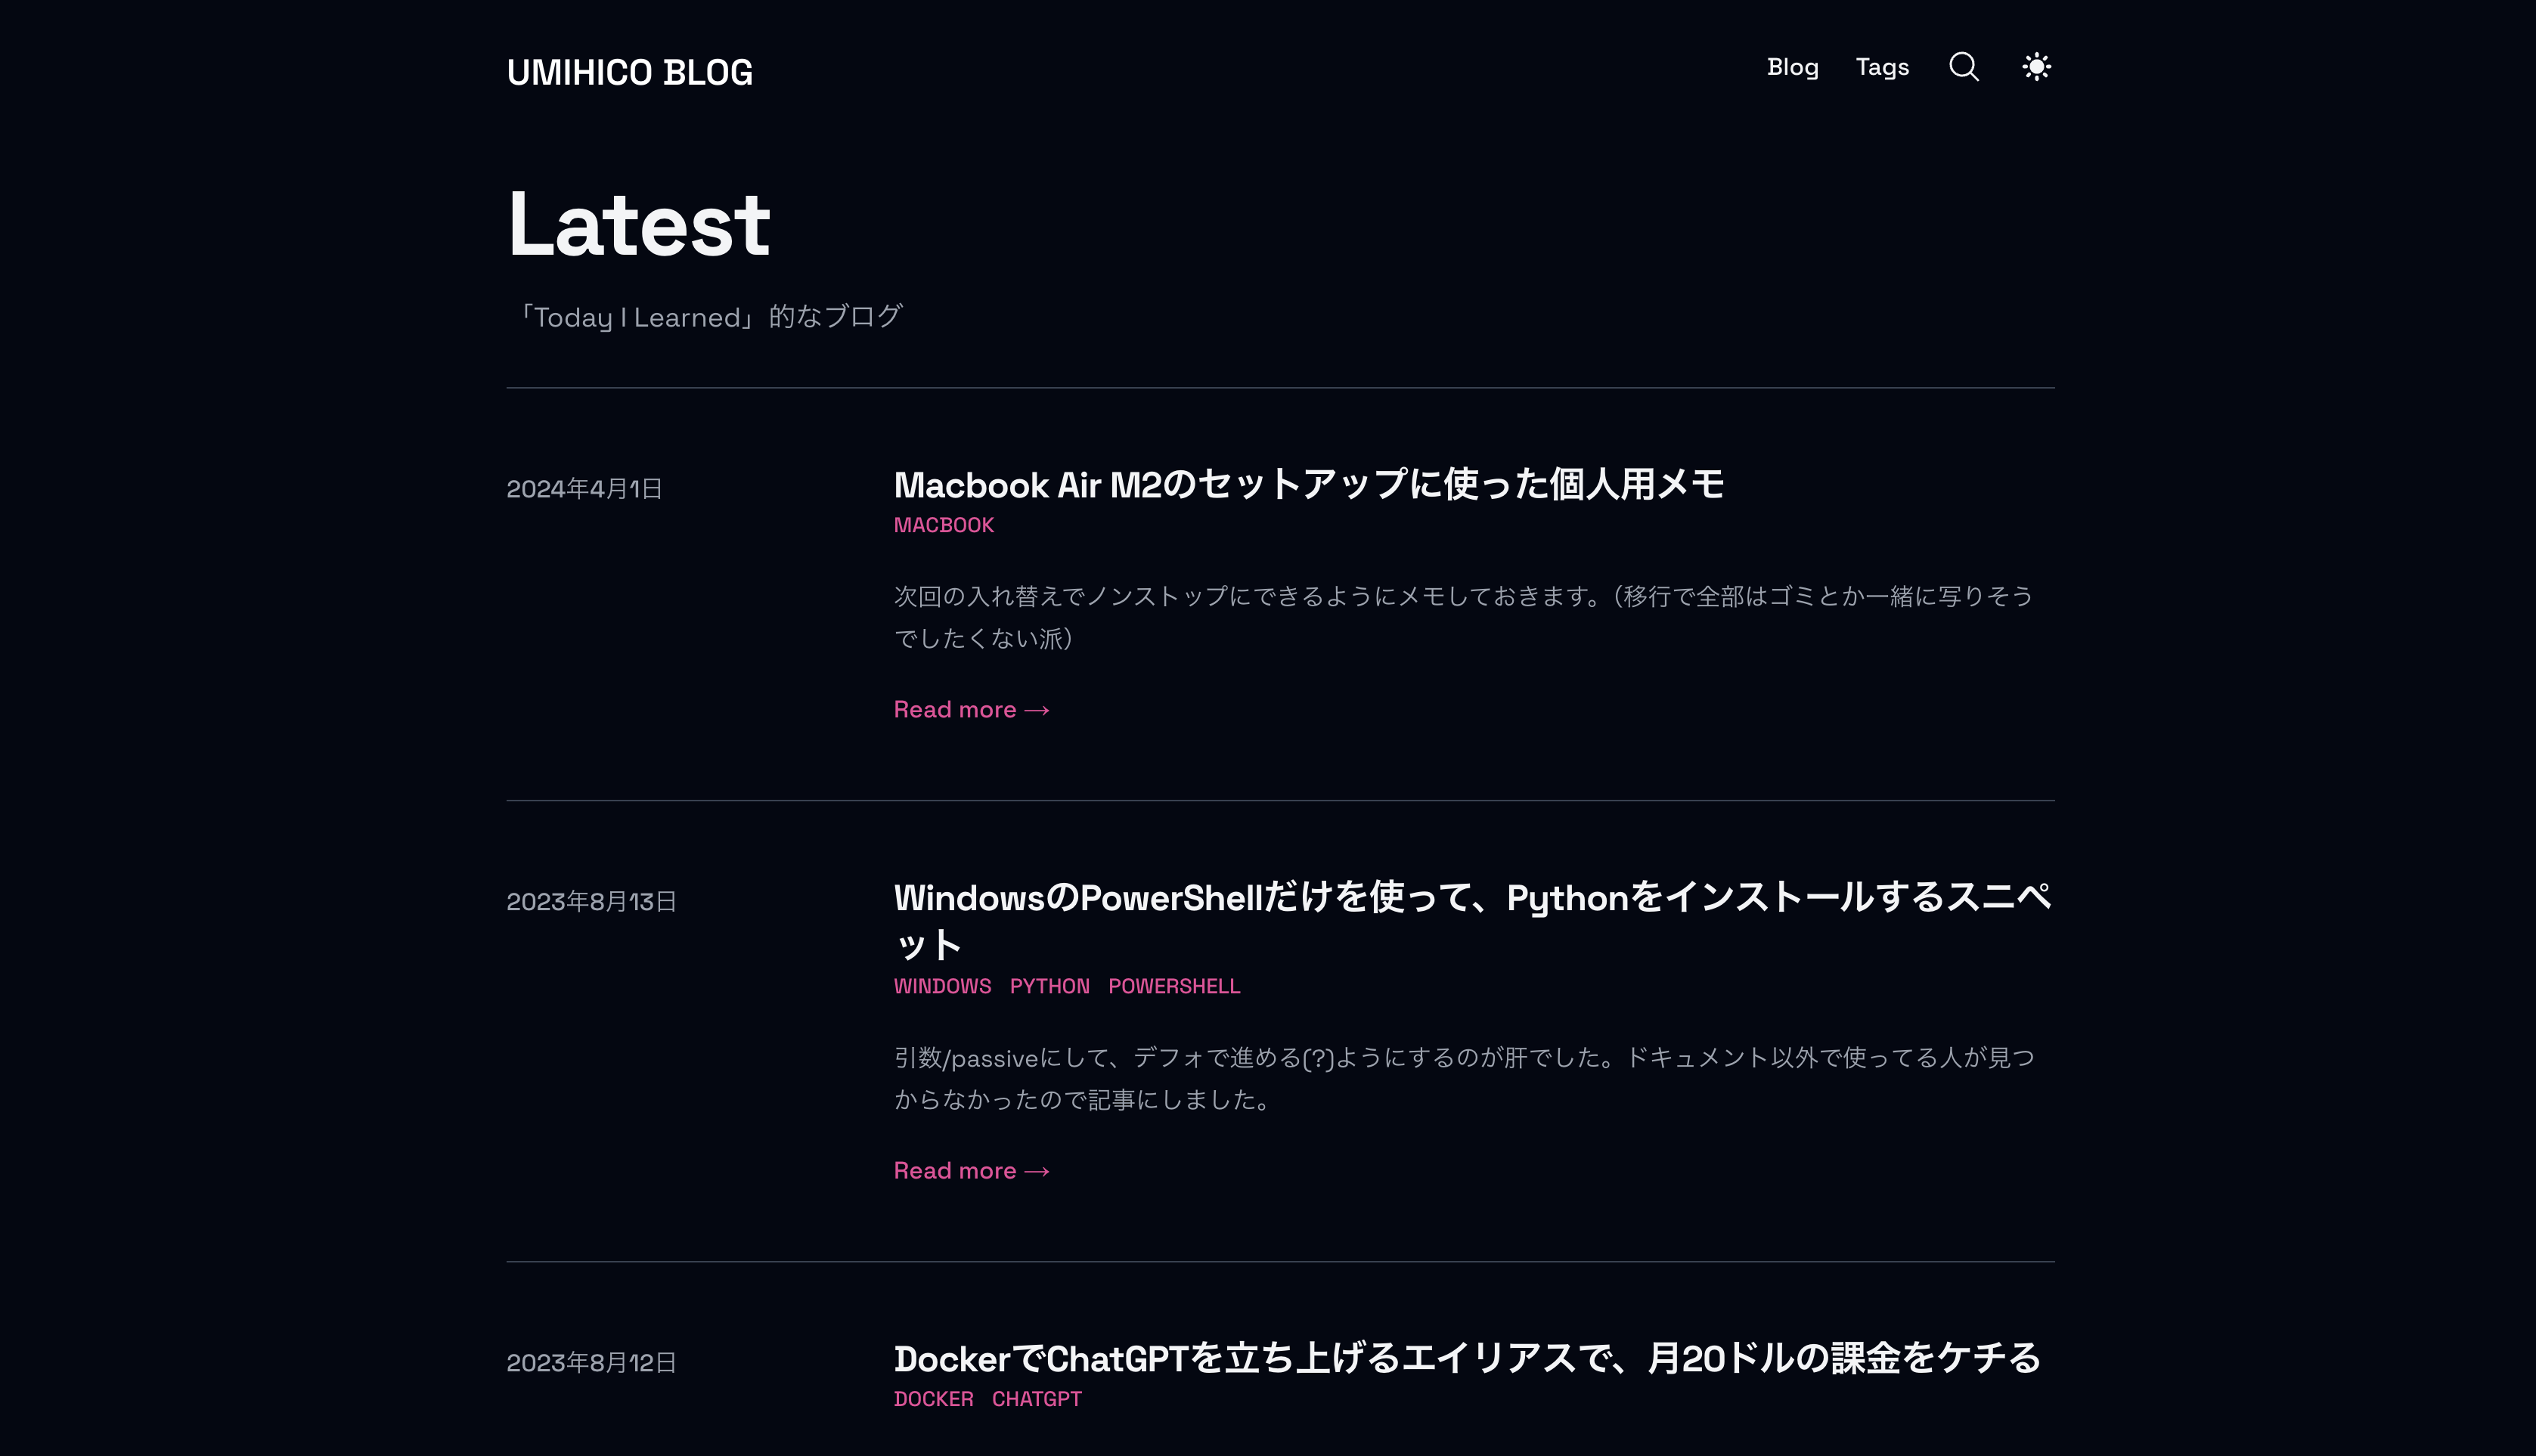 UMIHICO BLOG
Blog Tags
Latest
「Today I Learned」的なブログ
2024年4月1日
Macbook Air M2のセットアップに使った個人用メモ
MACBOOK
次回の入れ替えでノンストップにできるようにメモしておきます。（移行で全部はゴミとか一緒に写りそう
でしたくない派）
Read more →
2023年8月13日
WindowsのPowerShellだけを使って、Pythonをインストールするスニペ
ット
WINDOWS PYTHON POWERSHELL
引数/passiveにして、デフォで進める(?)ようにするのが肝でした。ドキュメント以外で使ってる人が見つ
からなかったので記事にしました。
Read more →
2023年8月12日
DockerでChatGPTを立ち上げるエイリアスで、月20ドルの課金をケチる
DOCKER CHATGPT